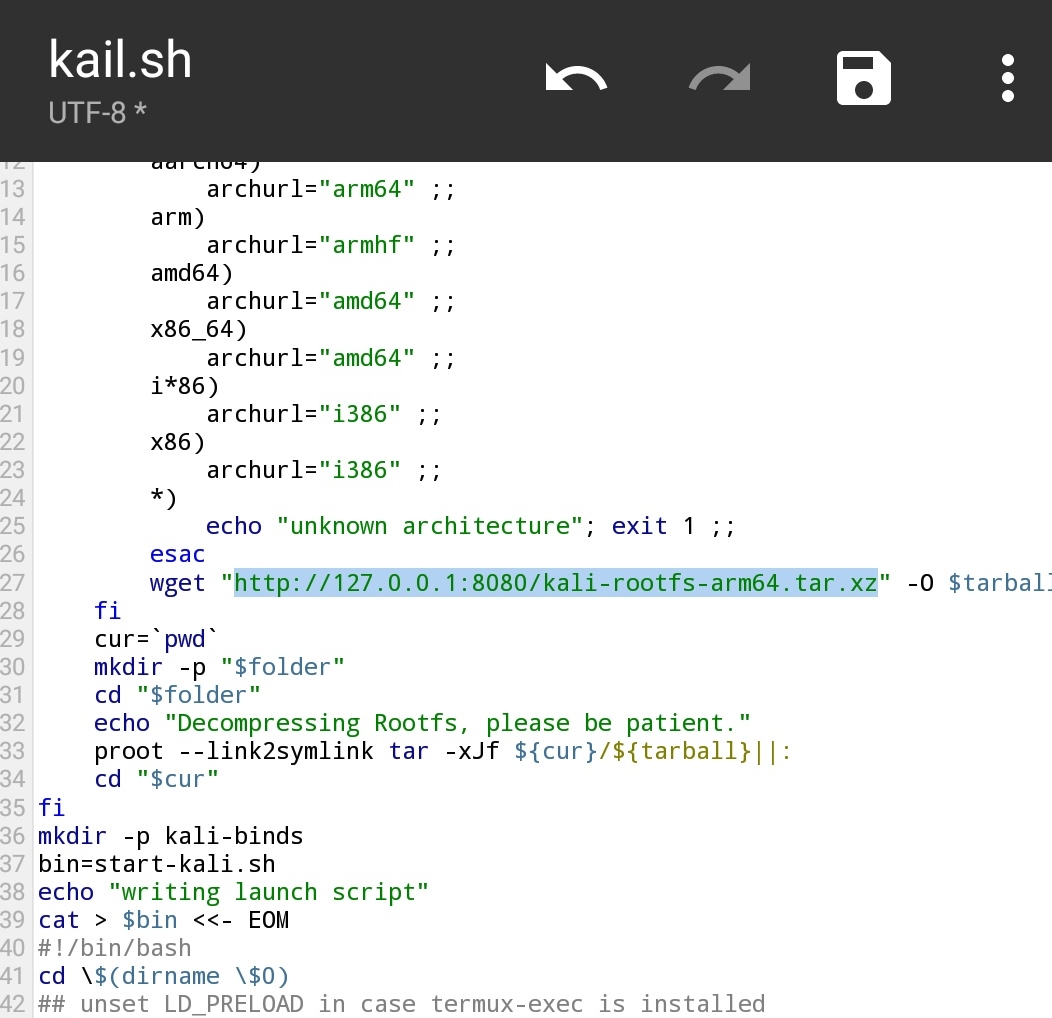 kail.sh
UTF-8 *
12 aarch64)
13 archurl="arm64" ;;
14 arm)
15 archurl="armhf" ;;
16 amd64)
17 archurl="amd64" ;;
18 x86_64)
19 archurl="amd64" ;;
20 i*86)
21 archurl="i386" ;;
22 x86)
23 archurl="i386" ;;
24 *)
25 echo "unknown architecture"; exit 1 ;;
26 esac
27 wget "http://127.0.0.1:8080/kali-rootfs-arm64.tar.xz" -O $tarball
28 fi
29 cur=`pwd`
30 mkdir -p "$folder"
31 cd "$folder"
32 echo "Decompressing Rootfs, please be patient."
33 proot --link2symlink tar -xJf ${cur}/${tarball}||:
34 cd "$cur"
35 fi
36 mkdir -p kali-binds
37 bin=start-kali.sh
38 echo "writing launch script"
39 cat > $bin <<- EOM
40 #!/bin/bash
41 cd \$(dirname \$0)
42 ## unset LD_PRELOAD in case termux-exec is installed